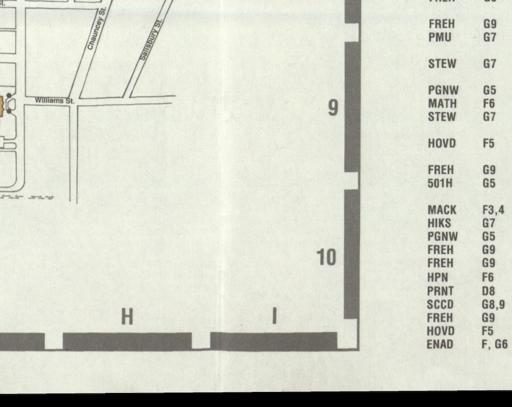 Chauncey St.
Salisbury St.
Williams St.
9
10
H I
FREH G9
PMU G7
STEW G7
PGNW G5
MATH F6
STEW G7
HOVD F5
FREH G9
501H G5
MACK F3,4
HIKS G7
PGNW G5
FREH G9
FREH G9
HPN F6
PRNT D8
SCCD G8,9
FREH G9
HOVD F5
ENAD F, G6